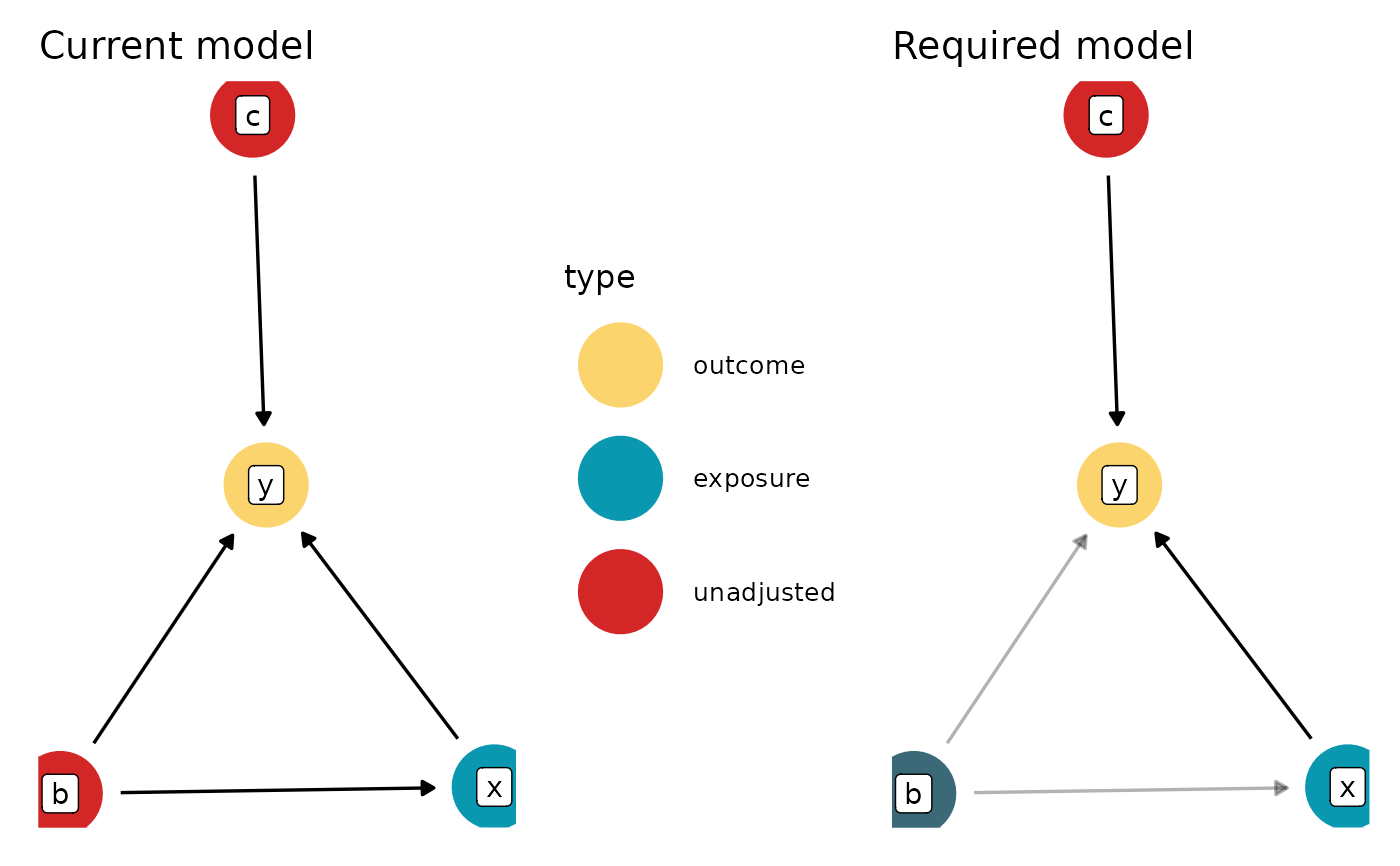 Current model
c
y
b
x
type
outcome
exposure
unadjusted
Required model
c
y
b
x